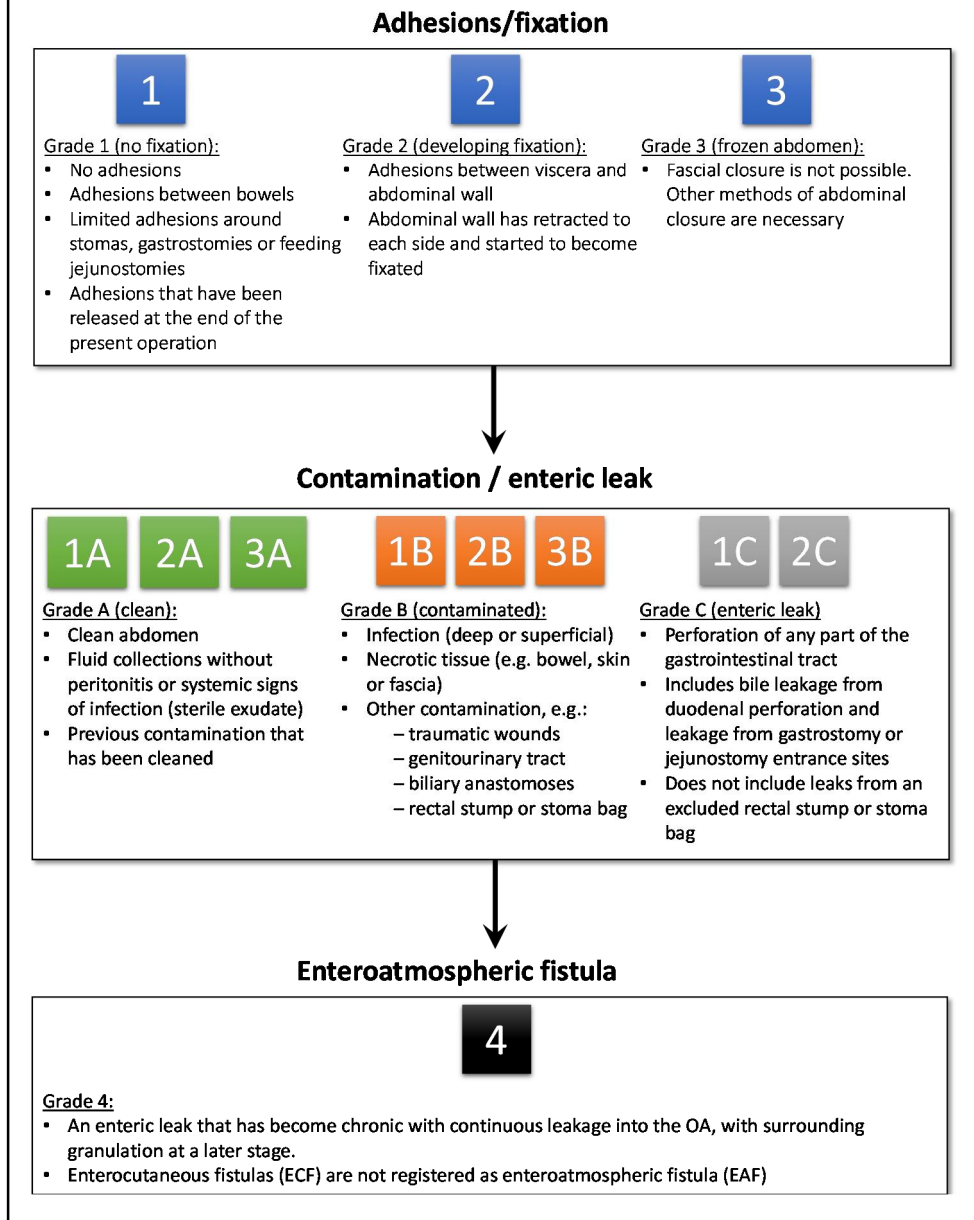 Adhesions/fixation
1
2
3
Grade 1 (no fixation):
▪ No adhesions
▪ Adhesions between bowels
▪ Limited adhesions around
stomas, gastrostomies or feeding
jejunostomies
▪ Adhesions that have been
released at the end of the
present operation
Grade 2 (developing fixation):
▪ Adhesions between viscera and
abdominal wall
▪ Abdominal wall has retracted to
each side and started to become
fixated
Grade 3 (frozen abdomen):
▪ Fascial closure is not possible.
Other methods of abdominal
closure are necessary
Contamination / enteric leak
1A 2A 3A
1B 2B 3B
1C 2C
Grade A (clean):
▪ Clean abdomen
▪ Fluid collections without
peritonitis or systemic signs
of infection (sterile exudate)
▪ Previous contamination that
has been cleaned
Grade B (contaminated):
▪ Infection (deep or superficial)
▪ Necrotic tissue (e.g. bowel, skin
or fascia)
▪ Other contamination, e.g.:
– traumatic wounds
– genitourinary tract
– biliary anastomoses
– rectal stump or stoma bag
Grade C (enteric leak)
▪ Perforation of any part of the
gastrointestinal tract
▪ Includes bile leakage from
duodenal perforation and
leakage from gastrostomy or
jejunostomy entrance sites
▪ Does not include leaks from an
excluded rectal stump or stoma
bag
Enteroatmospheric fistula
4
Grade 4:
▪ An enteric leak that has become chronic with continuous leakage into the OA, with surrounding
granulation at a later stage.
▪ Enterocutaneous fistulas (ECF) are not registered as enteroatmospheric fistula (EAF)